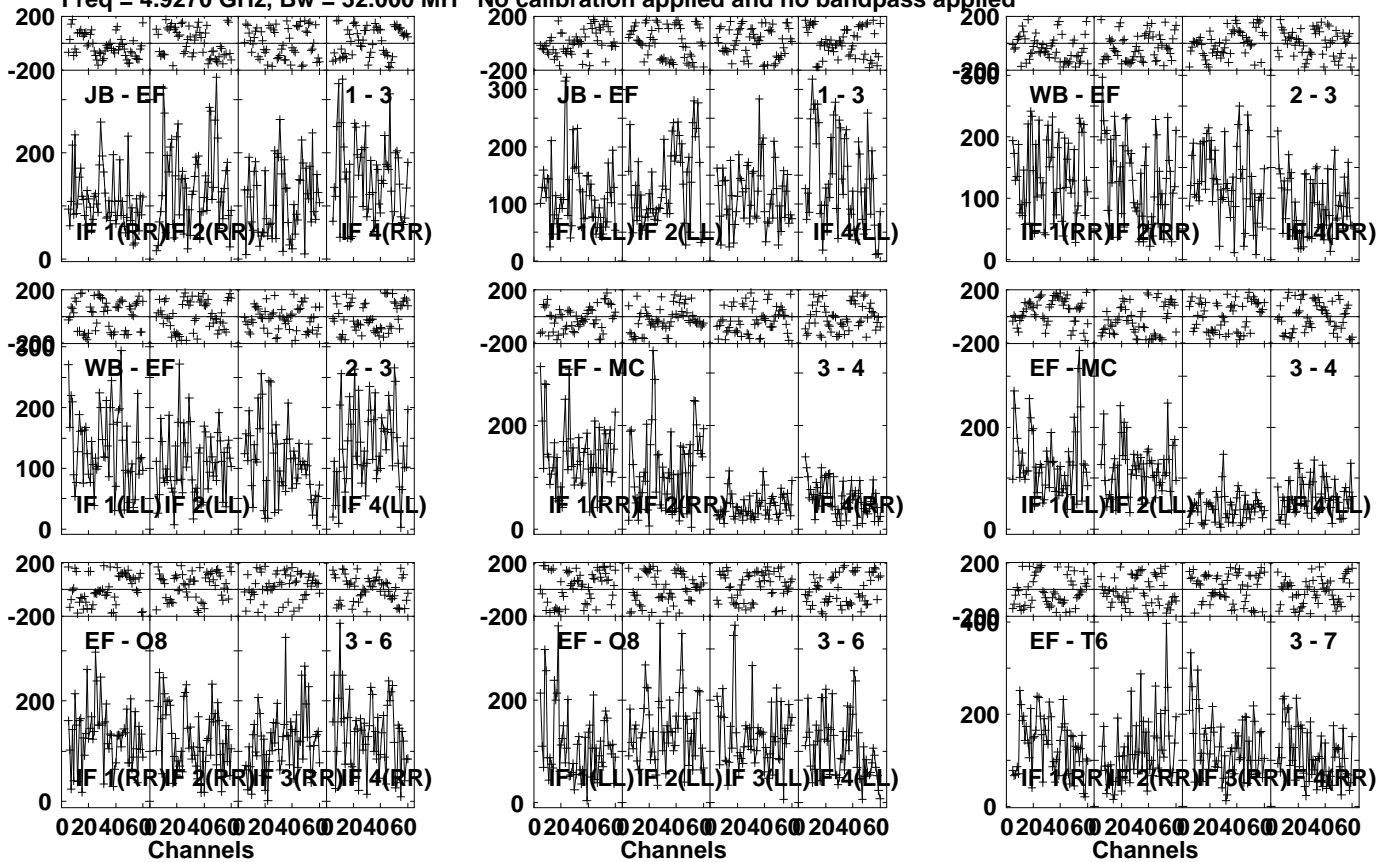 Freq = 4.9270 GHz, Bw = 32.000 MH No calibration applied and no bandpass applied
200
-200
JB - EF 1 - 3
200
0
IF 1(RR) IF 2(RR) IF 4(RR)
200
-200
300
JB - EF 1 - 3
200
100
0
IF 1(LL) IF 2(LL) IF 4(LL)
200
-200
300
WB - EF 2 - 3
200
100
0
IF 1(RR) IF 2(RR) IF 4(RR)
200
-200
300
WB - EF 2 - 3
200
100
0
IF 1(LL) IF 2(LL) IF 4(LL)
200
-200
EF - MC 3 - 4
200
0
IF 1(RR) IF 2(RR) IF 4(RR)
200
-200
EF - MC 3 - 4
200
0
IF 1(LL) IF 2(LL) IF 4(LL)
200
-200
EF - O8 3 - 6
200
0
IF 1(RR) IF 2(RR) IF 3(RR) IF 4(RR)
0 20 40 60 0 20 40 60 0 20 40 60 0 20 40 60
Channels
200
-200
EF - O8 3 - 6
200
0
IF 1(LL) IF 2(LL) IF 3(LL) IF 4(LL)
0 20 40 60 0 20 40 60 0 20 40 60 0 20 40 60
Channels
200
-200
400
EF - T6 3 - 7
200
0
IF 1(RR) IF 2(RR) IF 3(RR) IF 4(RR)
0 20 40 60 0 20 40 60 0 20 40 60 0 20 40 60
Channels